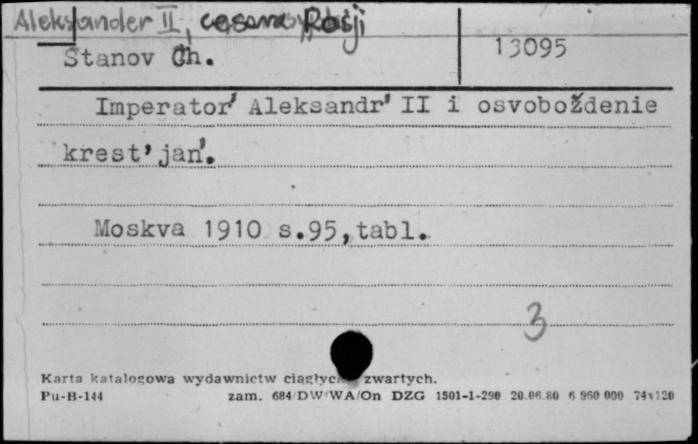 Aleksander II, cesarz Rosji
Stanov Ch. 13095
Imperator' Aleksandr' II i osvoboždenie
krest'jan'.
Moskva 1910 s.95,tabl.
3
Karta katalogowa wydawnictw ciągłych zwartych.
Pu-B-144 zam. 684/DW/WA/On DZG 1501-1-290 20.06.80 6 960 000 74x120